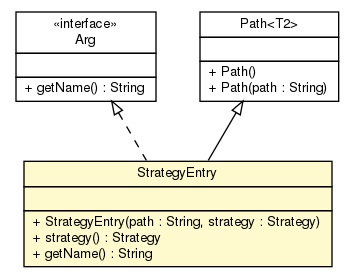 «interface»
Arg
+ getName() : String
Path<T2>
+ Path()
+ Path(path : String)
StrategyEntry
+ StrategyEntry(path : String, strategy : Strategy)
+ strategy() : Strategy
+ getName() : String